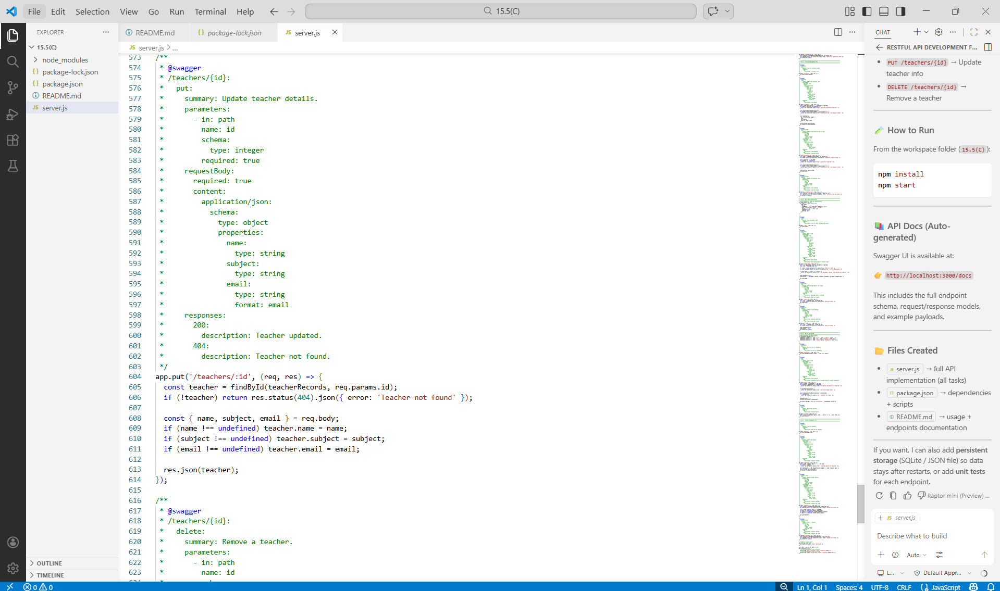 File Edit Selection View Go Run Terminal Help
15.5(C)
EXPLORER
15.5(C)
node_modules
{} package-lock.json
{} package.json
README.md
JS server.js
OUTLINE
TIMELINE
README.md
{} package-lock.json
JS server.js
JS server.js > ...
573 /**
574 * @swagger
575 * /teachers/{id}:
576 * put:
577 * summary: Update teacher details.
578 * parameters:
579 * - in: path
580 * name: id
581 * schema:
582 * type: integer
583 * required: true
584 * requestBody:
585 * required: true
586 * content:
587 * application/json:
588 * schema:
589 * type: object
590 * properties:
591 * name:
592 * type: string
593 * subject:
594 * type: string
595 * email:
596 * type: string
597 * format: email
598 * responses:
599 * 200:
600 * description: Teacher updated.
601 * 404:
602 * description: Teacher not found.
603 */
604 app.put('/teachers/:id', (req, res) => {
605 const teacher = findById(teacherRecords, req.params.id);
606 if (!teacher) return res.status(404).json({ error: 'Teacher not found' });
607
608 const { name, subject, email } = req.body;
609 if (name !== undefined) teacher.name = name;
610 if (subject !== undefined) teacher.subject = subject;
611 if (email !== undefined) teacher.email = email;
612
613 res.json(teacher);
614 });
615
616 /**
617 * @swagger
618 * /teachers/{id}:
619 * delete:
620 * summary: Remove a teacher.
621 * parameters:
622 * - in: path
623 * name: id
CHAT
RESTFUL API DEVELOPMENT F...
PUT /teachers/{id} → Update
teacher info
DELETE /teachers/{id} →
Remove a teacher
How to Run
From the workspace folder ( 15.5(C) ):
npm install
npm start
API Docs (Auto-
generated)
Swagger UI is available at:
http://localhost:3000/docs
This includes the full endpoint
schema, request/response models,
and example payloads.
Files Created
JS server.js → full API
implementation (all tasks)
{} package.json → dependencies
+ scripts
README.md → usage +
endpoints documentation
If you want, I can also add persistent
storage (SQLite / JSON file) so data
stays after restarts, or add unit tests
for each endpoint.
Raptor mini (Preview) ...
+ JS server.js
Describe what to build
Auto
L...
Default Appr...
0 0
Ln 1, Col 1 Spaces: 4 UTF-8 CRLF {} JavaScript